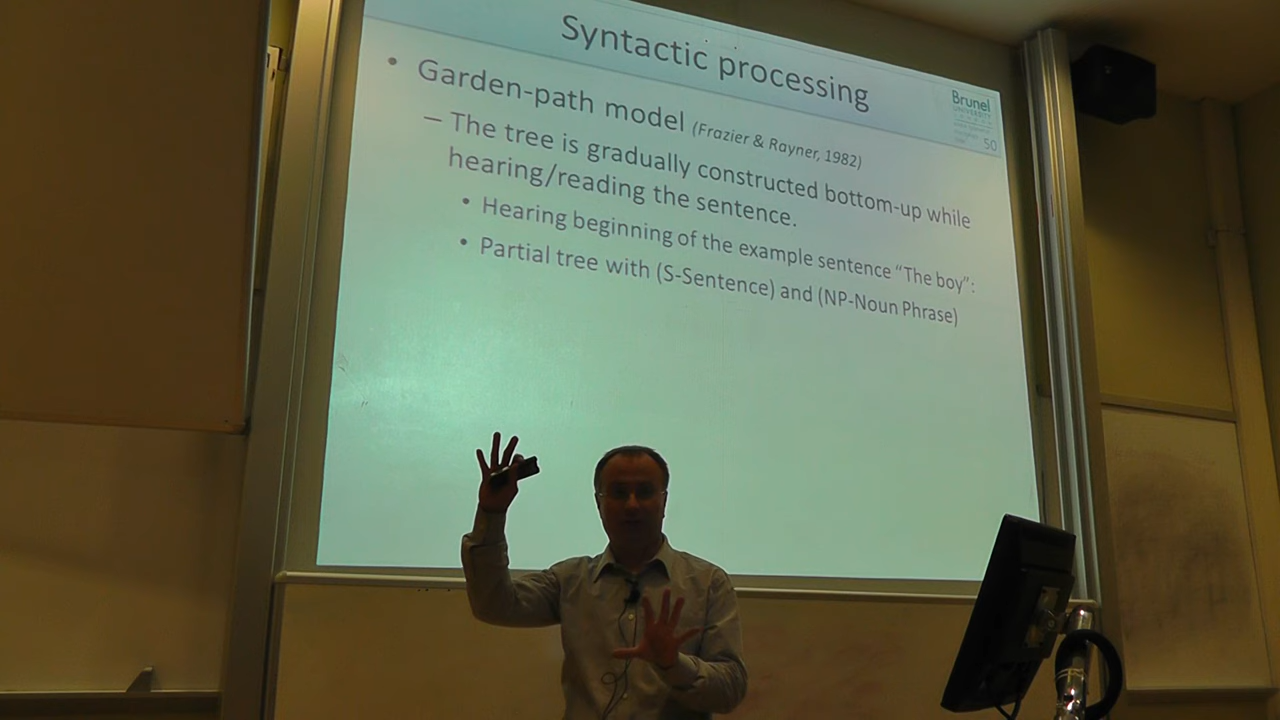 Syntactic processing
• Garden-path model (Frazier & Rayner, 1982)
– The tree is gradually constructed bottom-up while
hearing/reading the sentence.
• Hearing beginning of the example sentence “The boy”:
• Partial tree with (S-Sentence) and (NP-Noun Phrase)
Brunel
UNIVERSITY
LONDON
50